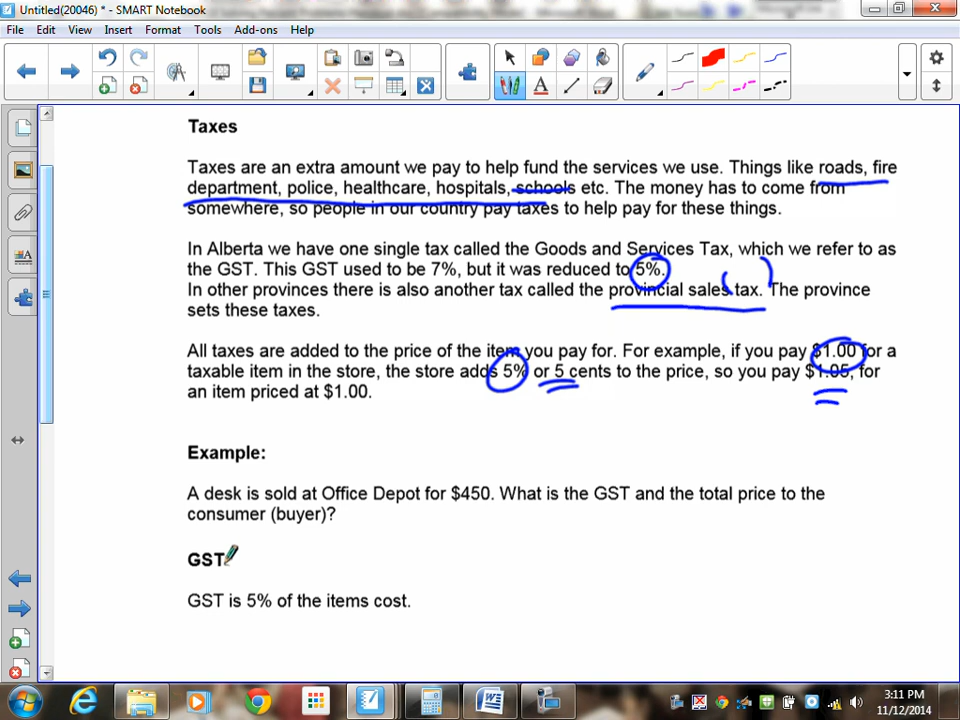 Untitled(20046) * - SMART Notebook
File Edit View Insert Format Tools Add-ons Help
Taxes
Taxes are an extra amount we pay to help fund the services we use. Things like roads, fire
department, police, healthcare, hospitals, schools etc. The money has to come from
somewhere, so people in our country pay taxes to help pay for these things.
In Alberta we have one single tax called the Goods and Services Tax, which we refer to as
the GST. This GST used to be 7%, but it was reduced to 5%.
In other provinces there is also another tax called the provincial sales tax. The province
sets these taxes.
All taxes are added to the price of the item you pay for. For example, if you pay $1.00 for a
taxable item in the store, the store adds 5% or 5 cents to the price, so you pay $1.05, for
an item priced at $1.00.
Example:
A desk is sold at Office Depot for $450. What is the GST and the total price to the
consumer (buyer)?
GST
GST is 5% of the items cost.
3:11 PM
11/12/2014